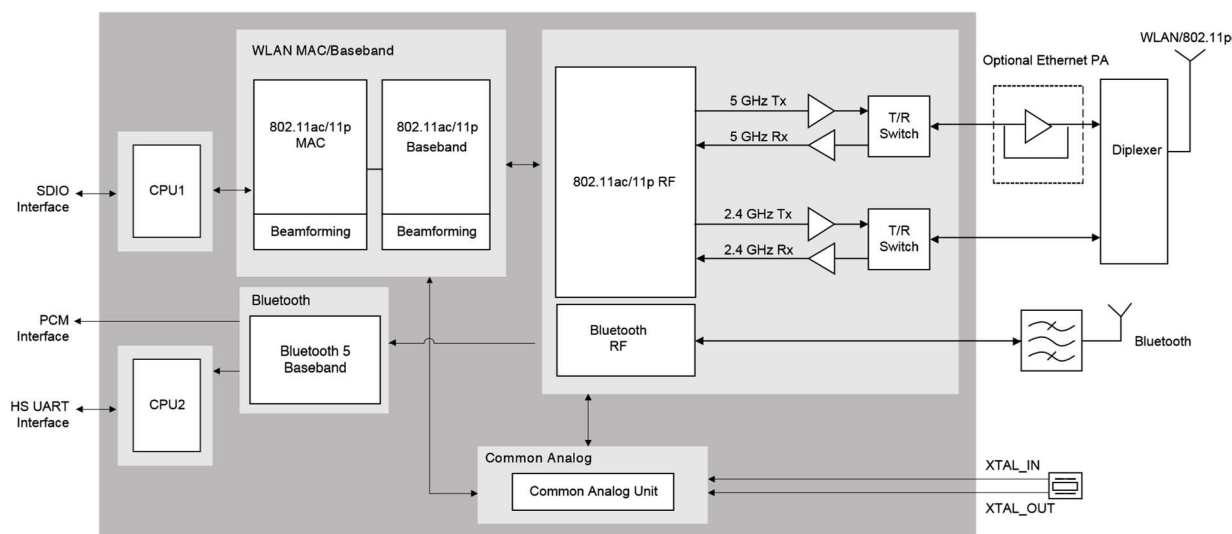 WLAN MAC/Baseband
802.11ac/11p
MAC
Beamforming
802.11ac/11p
Baseband
Beamforming
802.11ac/11p RF
5 GHz Tx
5 GHz Rx
T/R
Switch
2.4 GHz Tx
2.4 GHz Rx
T/R
Switch
Optional Ethernet PA
WLAN/802.11p
Diplexer
SDIO
Interface
CPU1
PCM
Interface
Bluetooth
Bluetooth 5
Baseband
Bluetooth
RF
Bluetooth
HS UART
Interface
CPU2
Common Analog
Common Analog Unit
XTAL_IN
XTAL_OUT